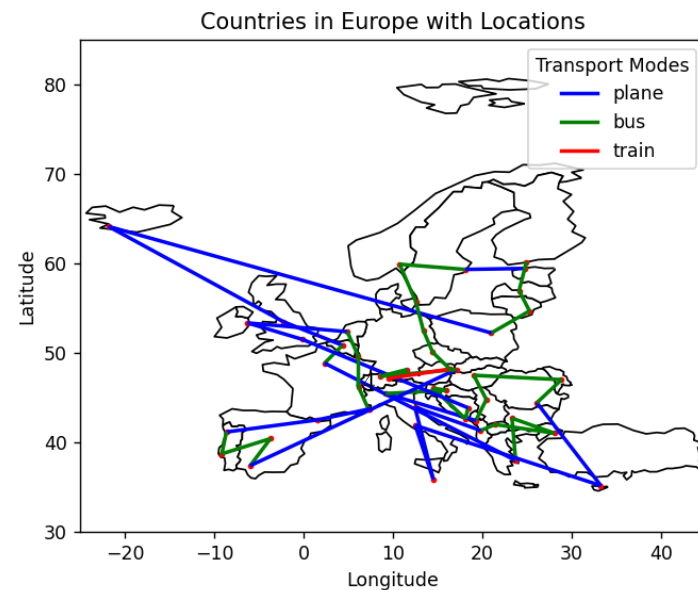 Countries in Europe with Locations
Transport Modes
plane
bus
train
80
70
60
50
40
30
Latitude
−20
−10
0
10
20
30
40
Longitude